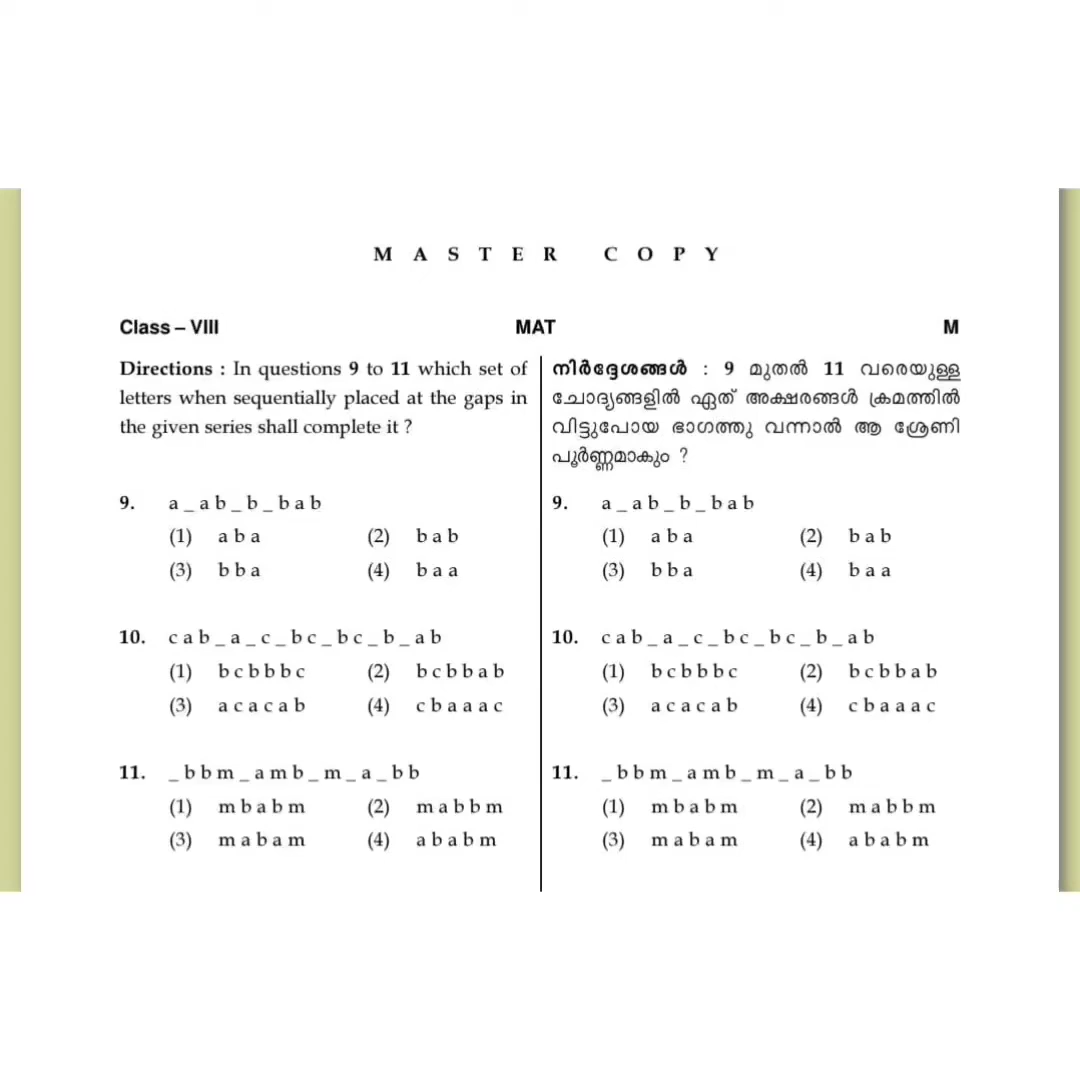 M A S T E R C O P Y
Class – VIII MAT M
Directions : In questions 9 to 11 which set of
letters when sequentially placed at the gaps in
the given series shall complete it ?
9. a _ a b _ b _ b a b
(1) a b a (2) b a b
(3) b b a (4) b a a
10. c a b _ a _ c _ b c _ b c _ b _ a b
(1) b c b b b c (2) b c b b a b
(3) a c a c a b (4) c b a a a c
11. _ b b m _ a m b _ m _ a _ b b
(1) m b a b m (2) m a b b m
(3) m a b a m (4) a b a b m
നിർദ്ദേശങ്ങൾ : 9 മുതൽ 11 വരെയുള്ള
ചോദ്യങ്ങളിൽ ഏത് അക്ഷരങ്ങൾ ക്രമത്തിൽ
വിട്ടുപോയ ഭാഗത്തു വന്നാൽ ആ ശ്രേണി
പൂർണ്ണമാകും ?
9. a _ a b _ b _ b a b
(1) a b a (2) b a b
(3) b b a (4) b a a
10. c a b _ a _ c _ b c _ b c _ b _ a b
(1) b c b b b c (2) b c b b a b
(3) a c a c a b (4) c b a a a c
11. _ b b m _ a m b _ m _ a _ b b
(1) m b a b m (2) m a b b m
(3) m a b a m (4) a b a b m